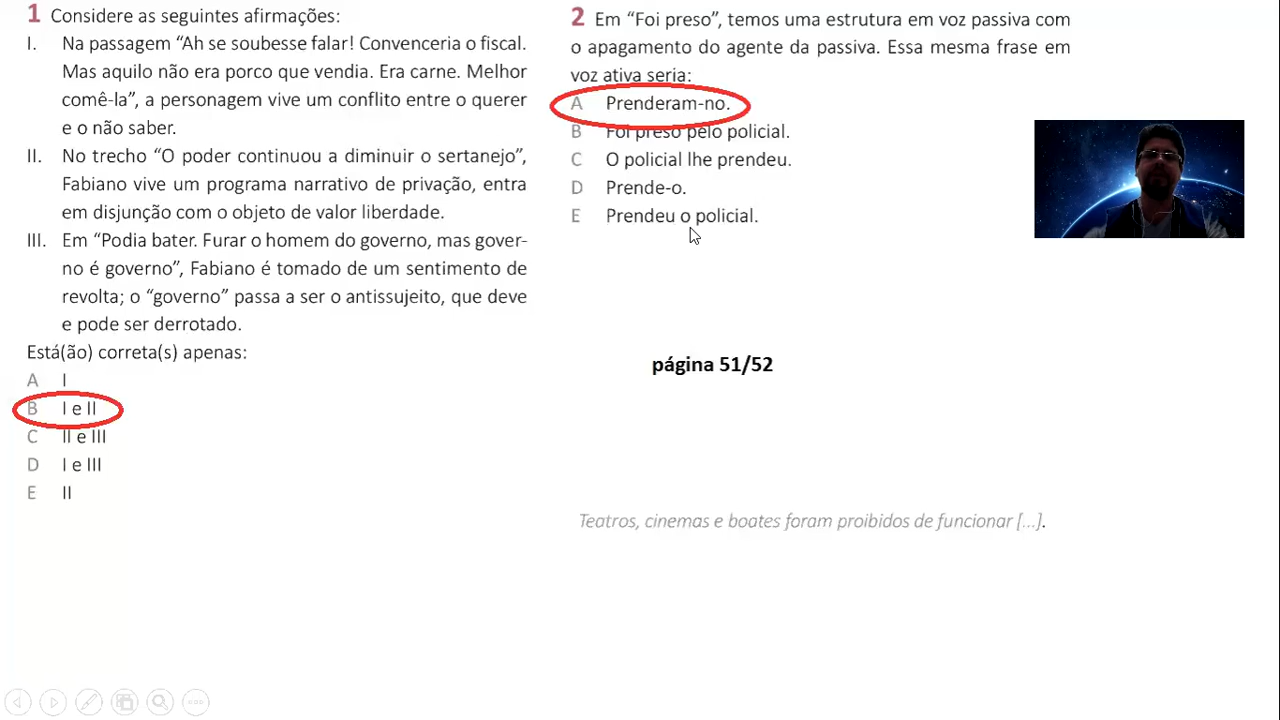 1 Considere as seguintes afirmações:
I. Na passagem “Ah se soubesse falar! Convenceria o fiscal.
Mas aquilo não era porco que vendia. Era carne. Melhor
comê-la”, a personagem vive um conflito entre o querer
e o não saber.
II. No trecho “O poder continuou a diminuir o sertanejo”,
Fabiano vive um programa narrativo de privação, entra
em disjunção com o objeto de valor liberdade.
III. Em “Podia bater. Furar o homem do governo, mas gover-
no é governo”, Fabiano é tomado de um sentimento de
revolta; o “governo” passa a ser o antissujeito, que deve
e pode ser derrotado.
Está(ão) correta(s) apenas:
A I
B I e II
C II e III
D I e III
E II
2 Em “Foi preso”, temos uma estrutura em voz passiva com
o apagamento do agente da passiva. Essa mesma frase em
voz ativa seria:
A Prenderam-no.
B Foi preso pelo policial.
C O policial lhe prendeu.
D Prende-o.
E Prendeu o policial.
página 51/52
Teatros, cinemas e boates foram proibidos de funcionar [...].